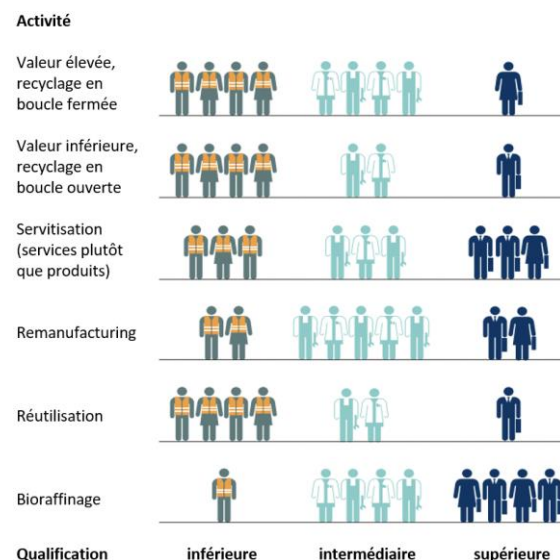 Activité
Valeur élevée,
recyclage en
boucle fermée
Valeur inférieure,
recyclage en
boucle ouverte
Servitisation
(services plutôt
que produits)
Remanufacturing
Réutilisation
Bioraffinage
Qualification inférieure intermédiaire supérieure